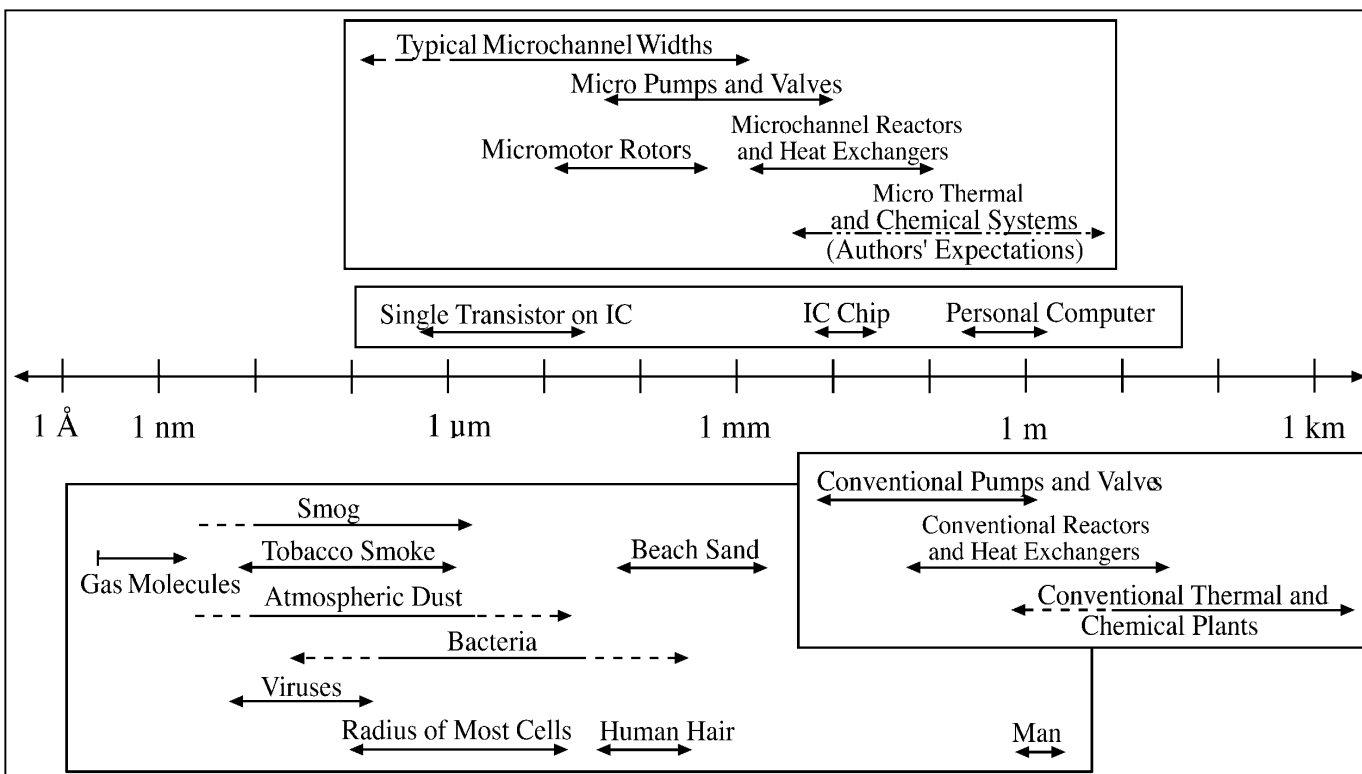 Typical Microchannel Widths
Micro Pumps and Valves
Microchannel Reactors
and Heat Exchangers
Micromotor Rotors
Micro Thermal
and Chemical Systems
(Authors' Expectations)
Single Transistor on IC
IC Chip
Personal Computer
1 Å
1 nm
1 μm
1 mm
1 m
1 km
Conventional Pumps and Valves
Conventional Reactors
and Heat Exchangers
Conventional Thermal and
Chemical Plants
Smog
Tobacco Smoke
Beach Sand
Gas Molecules
Atmospheric Dust
Bacteria
Viruses
Radius of Most Cells
Human Hair
Man